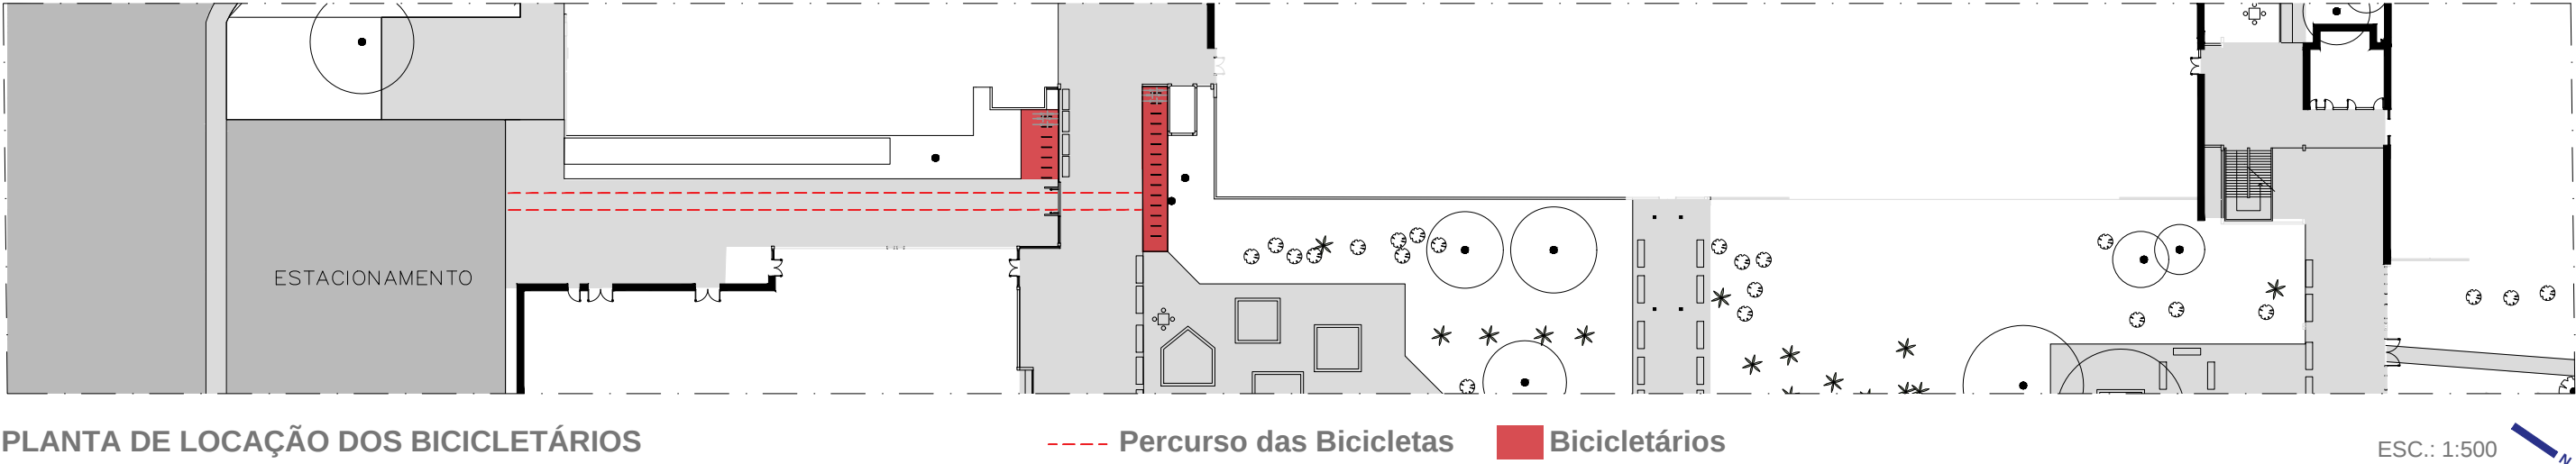 ESTACIONAMENTO
PLANTA DE LOCAÇÃO DOS BICICLETÁRIOS
Percurso das Bicicletas
Bicicletários
ESC.: 1:500
N